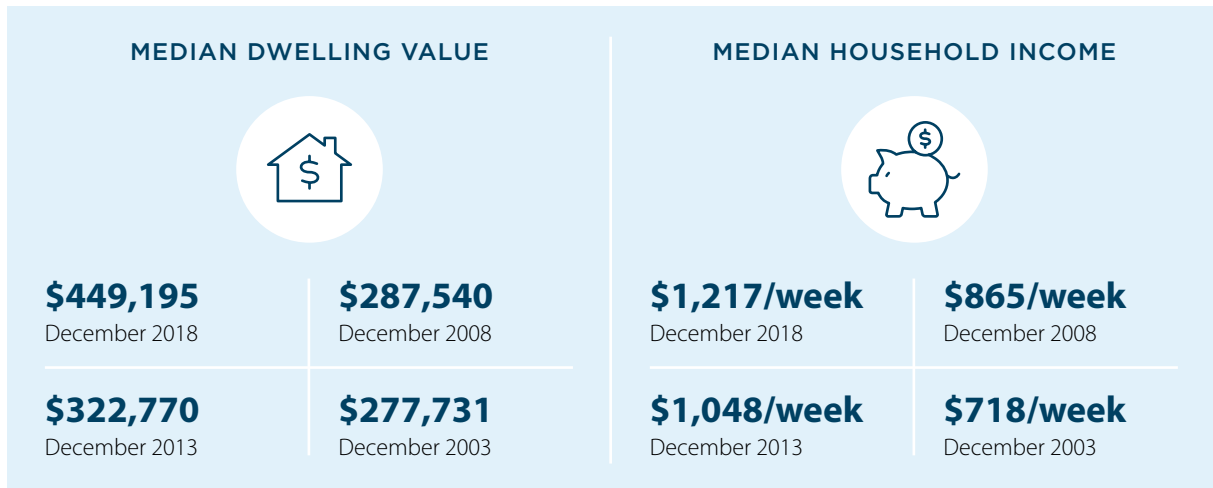 MEDIAN DWELLING VALUE
$
$449,195
December 2018
$287,540
December 2008
$322,770
December 2013
$277,731
December 2003
MEDIAN HOUSEHOLD INCOME
$
$1,217/week
December 2018
$865/week
December 2008
$1,048/week
December 2013
$718/week
December 2003